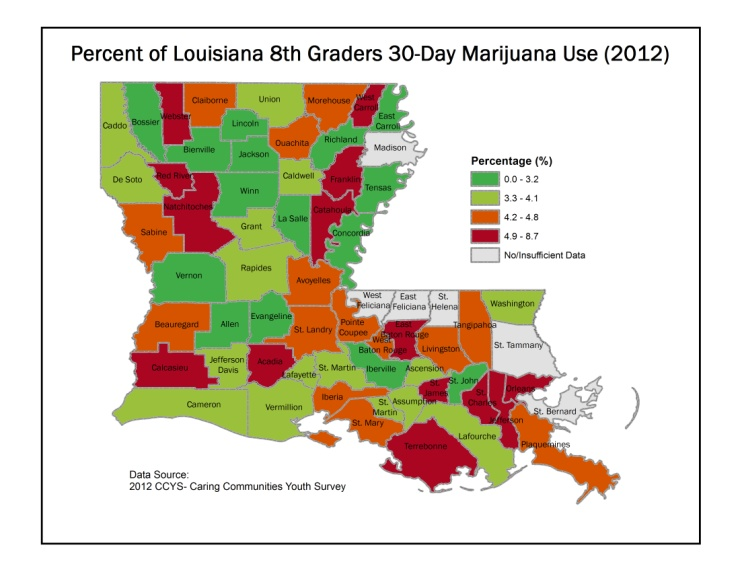 Percent of Louisiana 8th Graders 30-Day Marijuana Use (2012)
Claiborne
Union
Morehouse
West
Carroll
East
Carroll
Caddo
Bossier
Webster
Lincoln
Ouachita
Richland
Madison
Bienville
Jackson
De Soto
Red River
Caldwell
Franklin
Tensas
Winn
Natchitoches
La Salle
Catahoula
Concordia
Sabine
Grant
Rapides
Vernon
Avoyelles
Percentage (%)
0.0 - 3.2
3.3 - 4.1
4.2 - 4.8
4.9 - 8.7
No/Insufficient Data
West
Feliciana
East
Feliciana
St.
Helena
Washington
Beauregard
Allen
Evangeline
St. Landry
Pointe
Coupee
East
Baton Rouge
West
Baton Rouge
Tangipahoa
Livingston
St. Tammany
Calcasieu
Jefferson
Davis
Acadia
Lafayette
St. Martin
Iberville
Ascension
St.
James
St. John
St.
Charles
Orleans
Cameron
Vermillion
Iberia
St.
Martin
Assumption
St. Mary
Jefferson
St. Bernard
Terrebonne
Lafourche
Plaquemines
Data Source:
2012 CCYS- Caring Communities Youth Survey